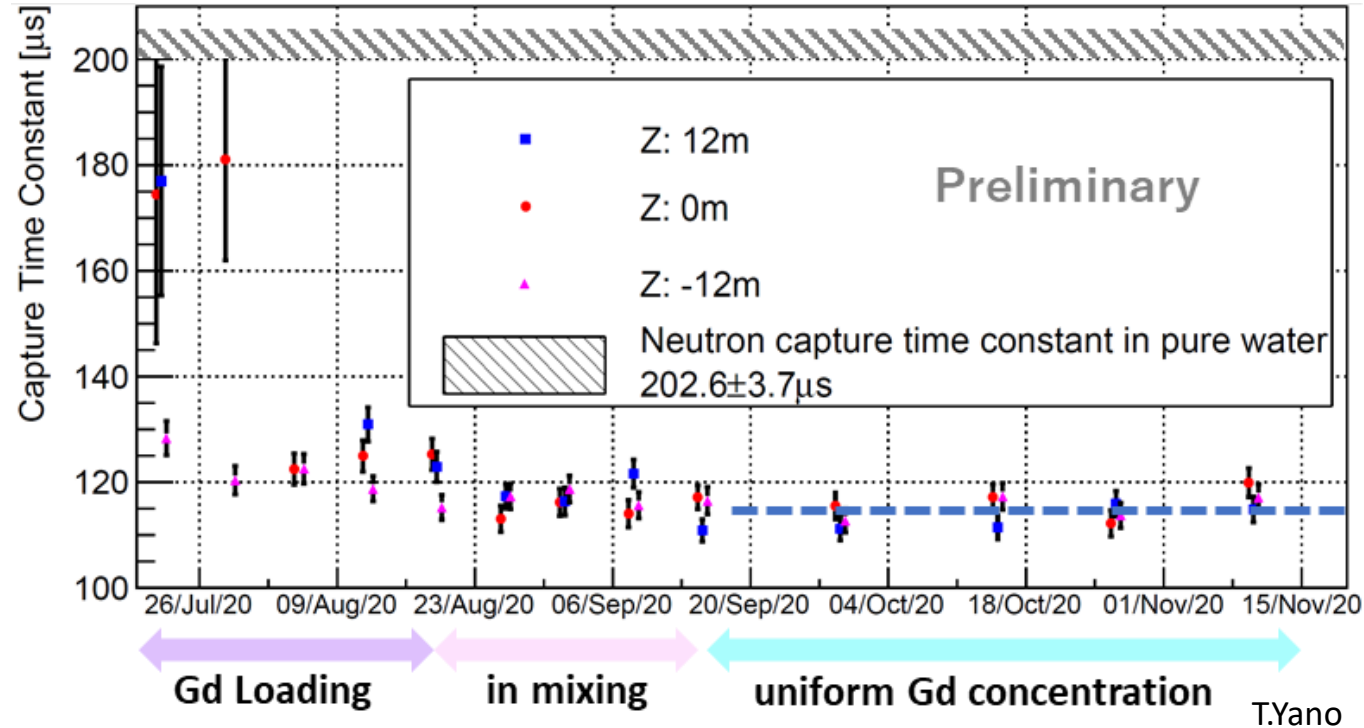 Capture Time Constant [μs]
200
180
160
140
120
100
Z: 12m
Z: 0m
Z: -12m
Preliminary
Neutron capture time constant in pure water
202.6±3.7μs
26/Jul/20 09/Aug/20 23/Aug/20 06/Sep/20 20/Sep/20 04/Oct/20 18/Oct/20 01/Nov/20 15/Nov/20
Gd Loading in mixing uniform Gd concentration
T.Yano